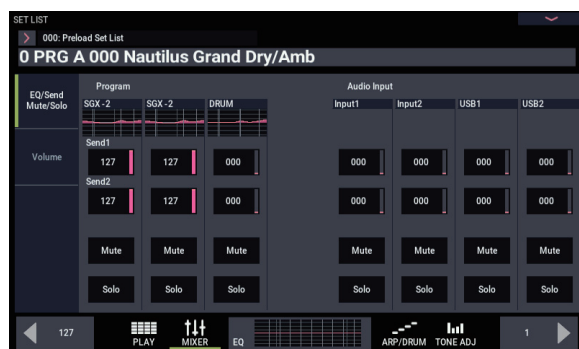 SET LIST
000: Preload Set List
0 PRG A 000 Nautilus Grand Dry/Amb
EQ/Send
Mute/Solo
Volume
Program
Audio Input
SGX-2 SGX-2 DRUM Input1 Input2 USB1 USB2
Send1
127 127 000 000 000 000 000
Send2
127 127 000 000 000 000 000
Mute Mute Mute Mute Mute Mute Mute
Solo Solo Solo Solo Solo Solo Solo
127 PLAY MIXER EQ ARP/DRUM TONE ADJ 1